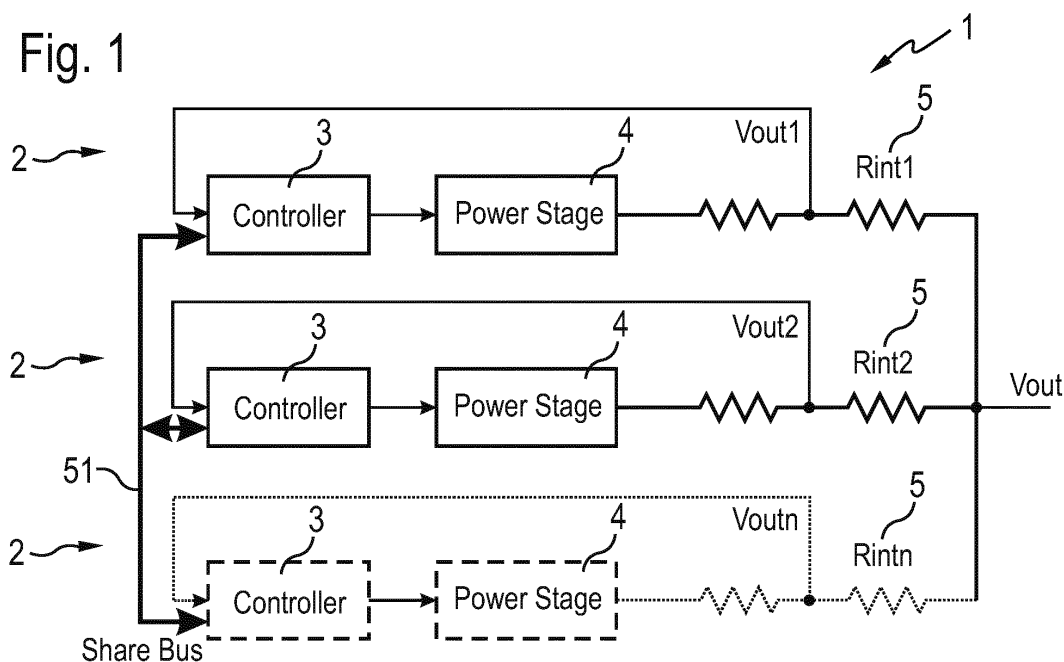 Fig. 1
1
2
3
Controller
4
Power Stage
Vout1
5
Rint1
2
3
Controller
4
Power Stage
Vout2
5
Rint2
Vout
51
2
3
Controller
4
Power Stage
Voutn
5
Rintn
Share Bus